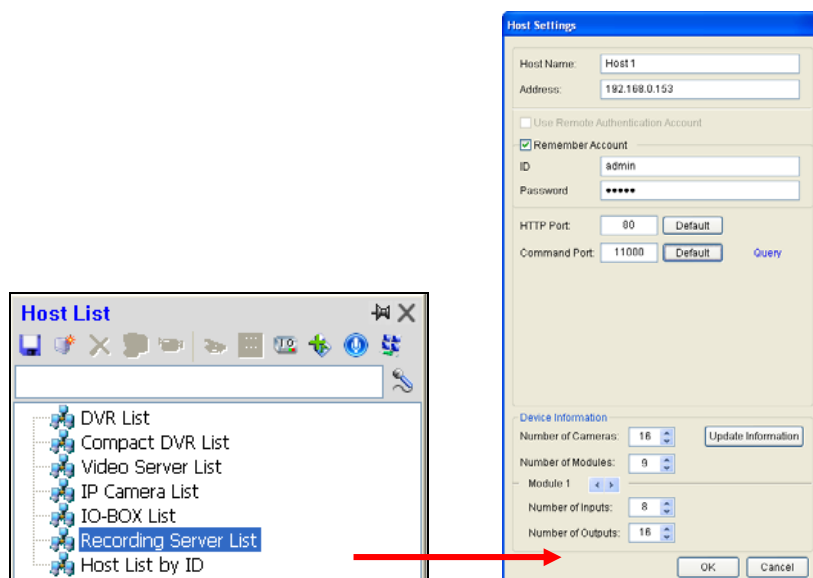 Host Settings
Host Name: Host 1
Address: 192.168.0.153
Use Remote Authentication Account
Remember Account
ID admin
Password •••••
HTTP Port: 80 Default
Command Port: 11000 Default Query
Device Information
Number of Cameras: 16 Update Information
Number of Modules: 9
Module 1
Number of Inputs: 8
Number of Outputs: 16
OK Cancel
Host List
DVR List
Compact DVR List
Video Server List
IP Camera List
IO-BOX List
Recording Server List
Host List by ID